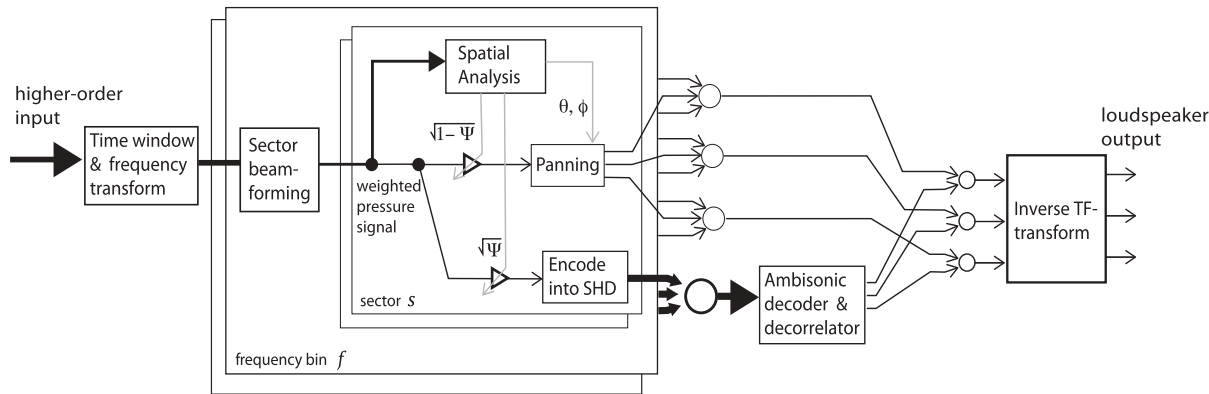 higher-order
input
Time window
& frequency
transform
Sector
beam-
forming
Spatial
Analysis
θ, ϕ
√1− Ψ
Panning
weighted
pressure
signal
√Ψ
Encode
into SHD
sector s
frequency bin f
Ambisonic
decoder &
decorrelator
loudspeaker
output
Inverse TF-
transform